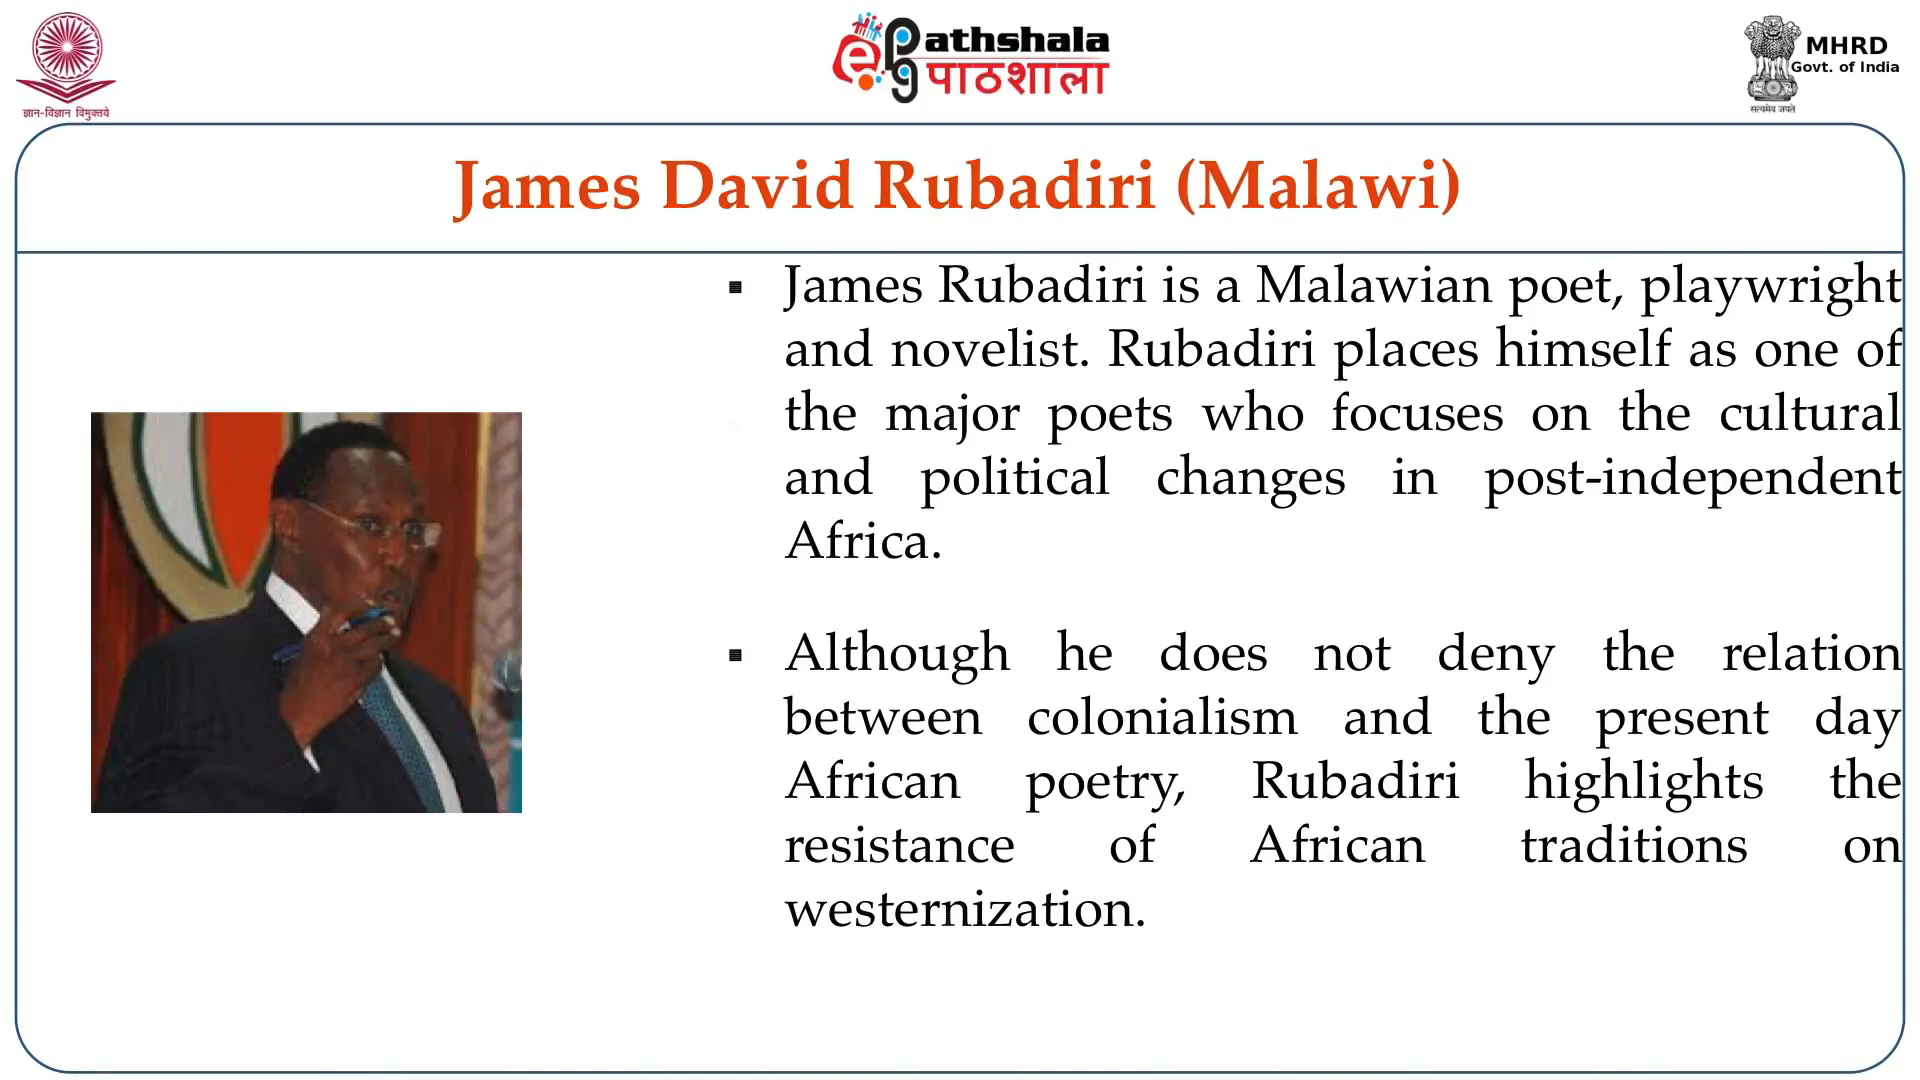 ज्ञान-विज्ञान विमुक्तये
ePg
athshala
पाठशाला
MHRD
Govt. of India
सत्यमेव जयते
James David Rubadiri (Malawi)
James Rubadiri is a Malawian poet, playwright
and novelist. Rubadiri places himself as one of
the major poets who focuses on the cultural
and political changes in post-independent
Africa.
Although he does not deny the relation
between colonialism and the present day
African poetry, Rubadiri highlights the
resistance of African traditions on
westernization.